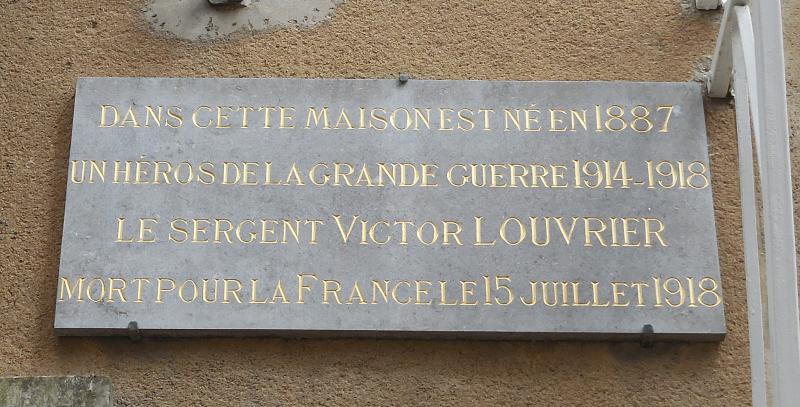 DANS CETTE MAISON EST NÉ EN 1887
UN HÉROS DE LA GRANDE GUERRE 1914-1918
LE SERGENT VICTOR LOUVRIER
MORT POUR LA FRANCE LE 15 JUILLET 1918